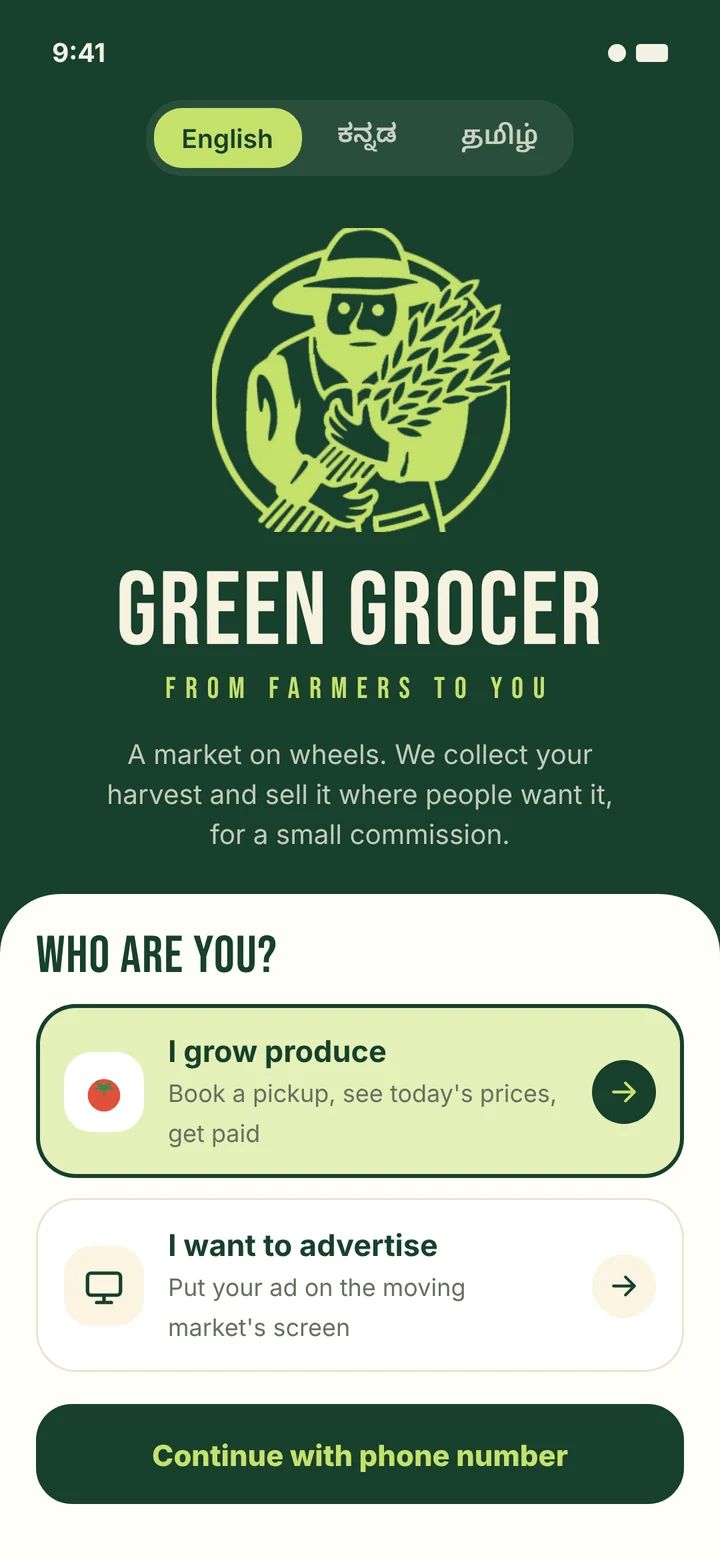 9:41
English
ಕನ್ನಡ
தமிழ்
GREEN GROCER
FROM FARMERS TO YOU
A market on wheels. We collect your
harvest and sell it where people want it,
for a small commission.
WHO ARE YOU?
I grow produce
Book a pickup, see today's prices,
get paid
I want to advertise
Put your ad on the moving
market's screen
Continue with phone number